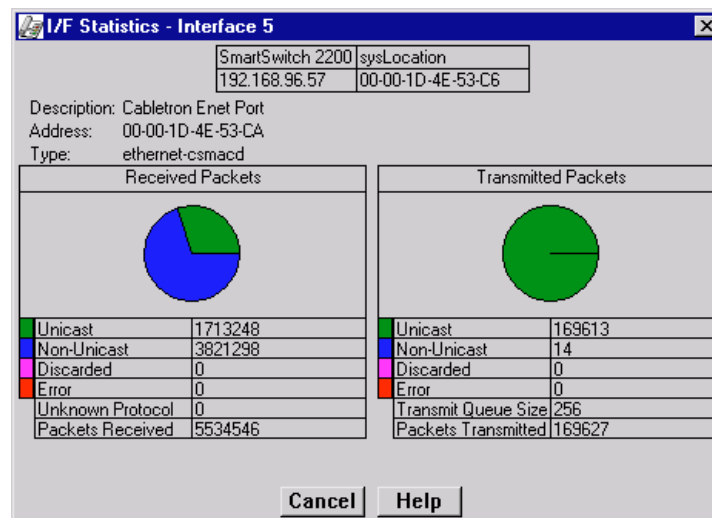 I/F Statistics - Interface 5
SmartSwitch 2200 sysLocation
192.168.96.57 00-00-1D-4E-53-C6
Description: Cabletron Enet Port
Address: 00-00-1D-4E-53-CA
Type: ethernet-csmacd
Received Packets
Unicast 1713248
Non-Unicast 3821298
Discarded 0
Error 0
Unknown Protocol 0
Packets Received 5534546
Transmitted Packets
Unicast 169613
Non-Unicast 14
Discarded 0
Error 0
Transmit Queue Size 256
Packets Transmitted 169627
Cancel Help